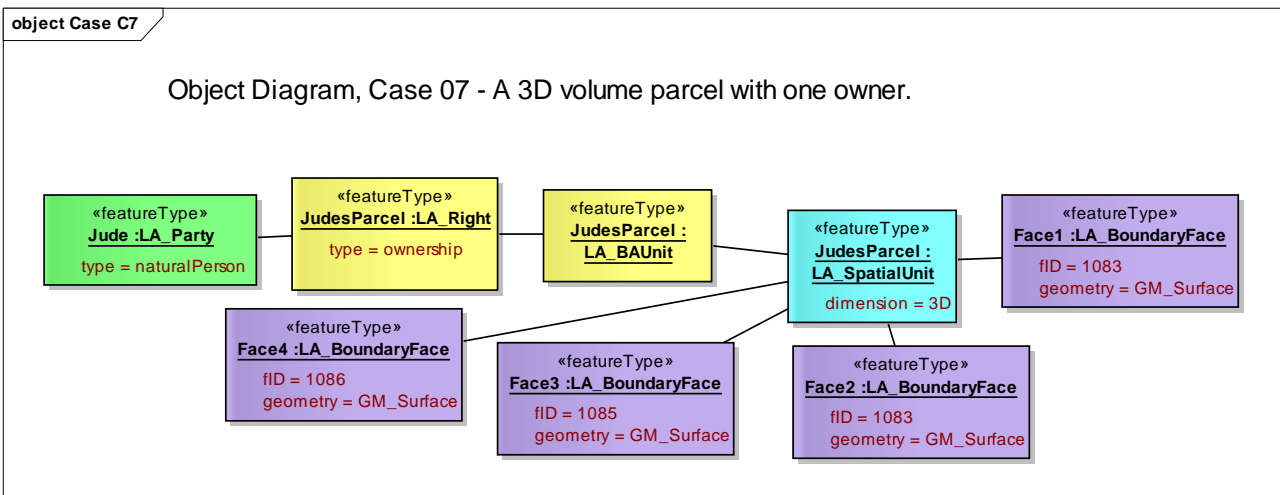 object Case C7
Object Diagram, Case 07 - A 3D volume parcel with one owner.
«featureType»
Jude :LA_Party
type = naturalPerson
«featureType»
JudesParcel :LA_Right
type = ownership
«featureType»
JudesParcel :
LA_BAUnit
«featureType»
JudesParcel :
LA_SpatialUnit
dimension = 3D
«featureType»
Face1 :LA_BoundaryFace
fID = 1083
geometry = GM_Surface
«featureType»
Face4 :LA_BoundaryFace
fID = 1086
geometry = GM_Surface
«featureType»
Face3 :LA_BoundaryFace
fID = 1085
geometry = GM_Surface
«featureType»
Face2 :LA_BoundaryFace
fID = 1083
geometry = GM_Surface